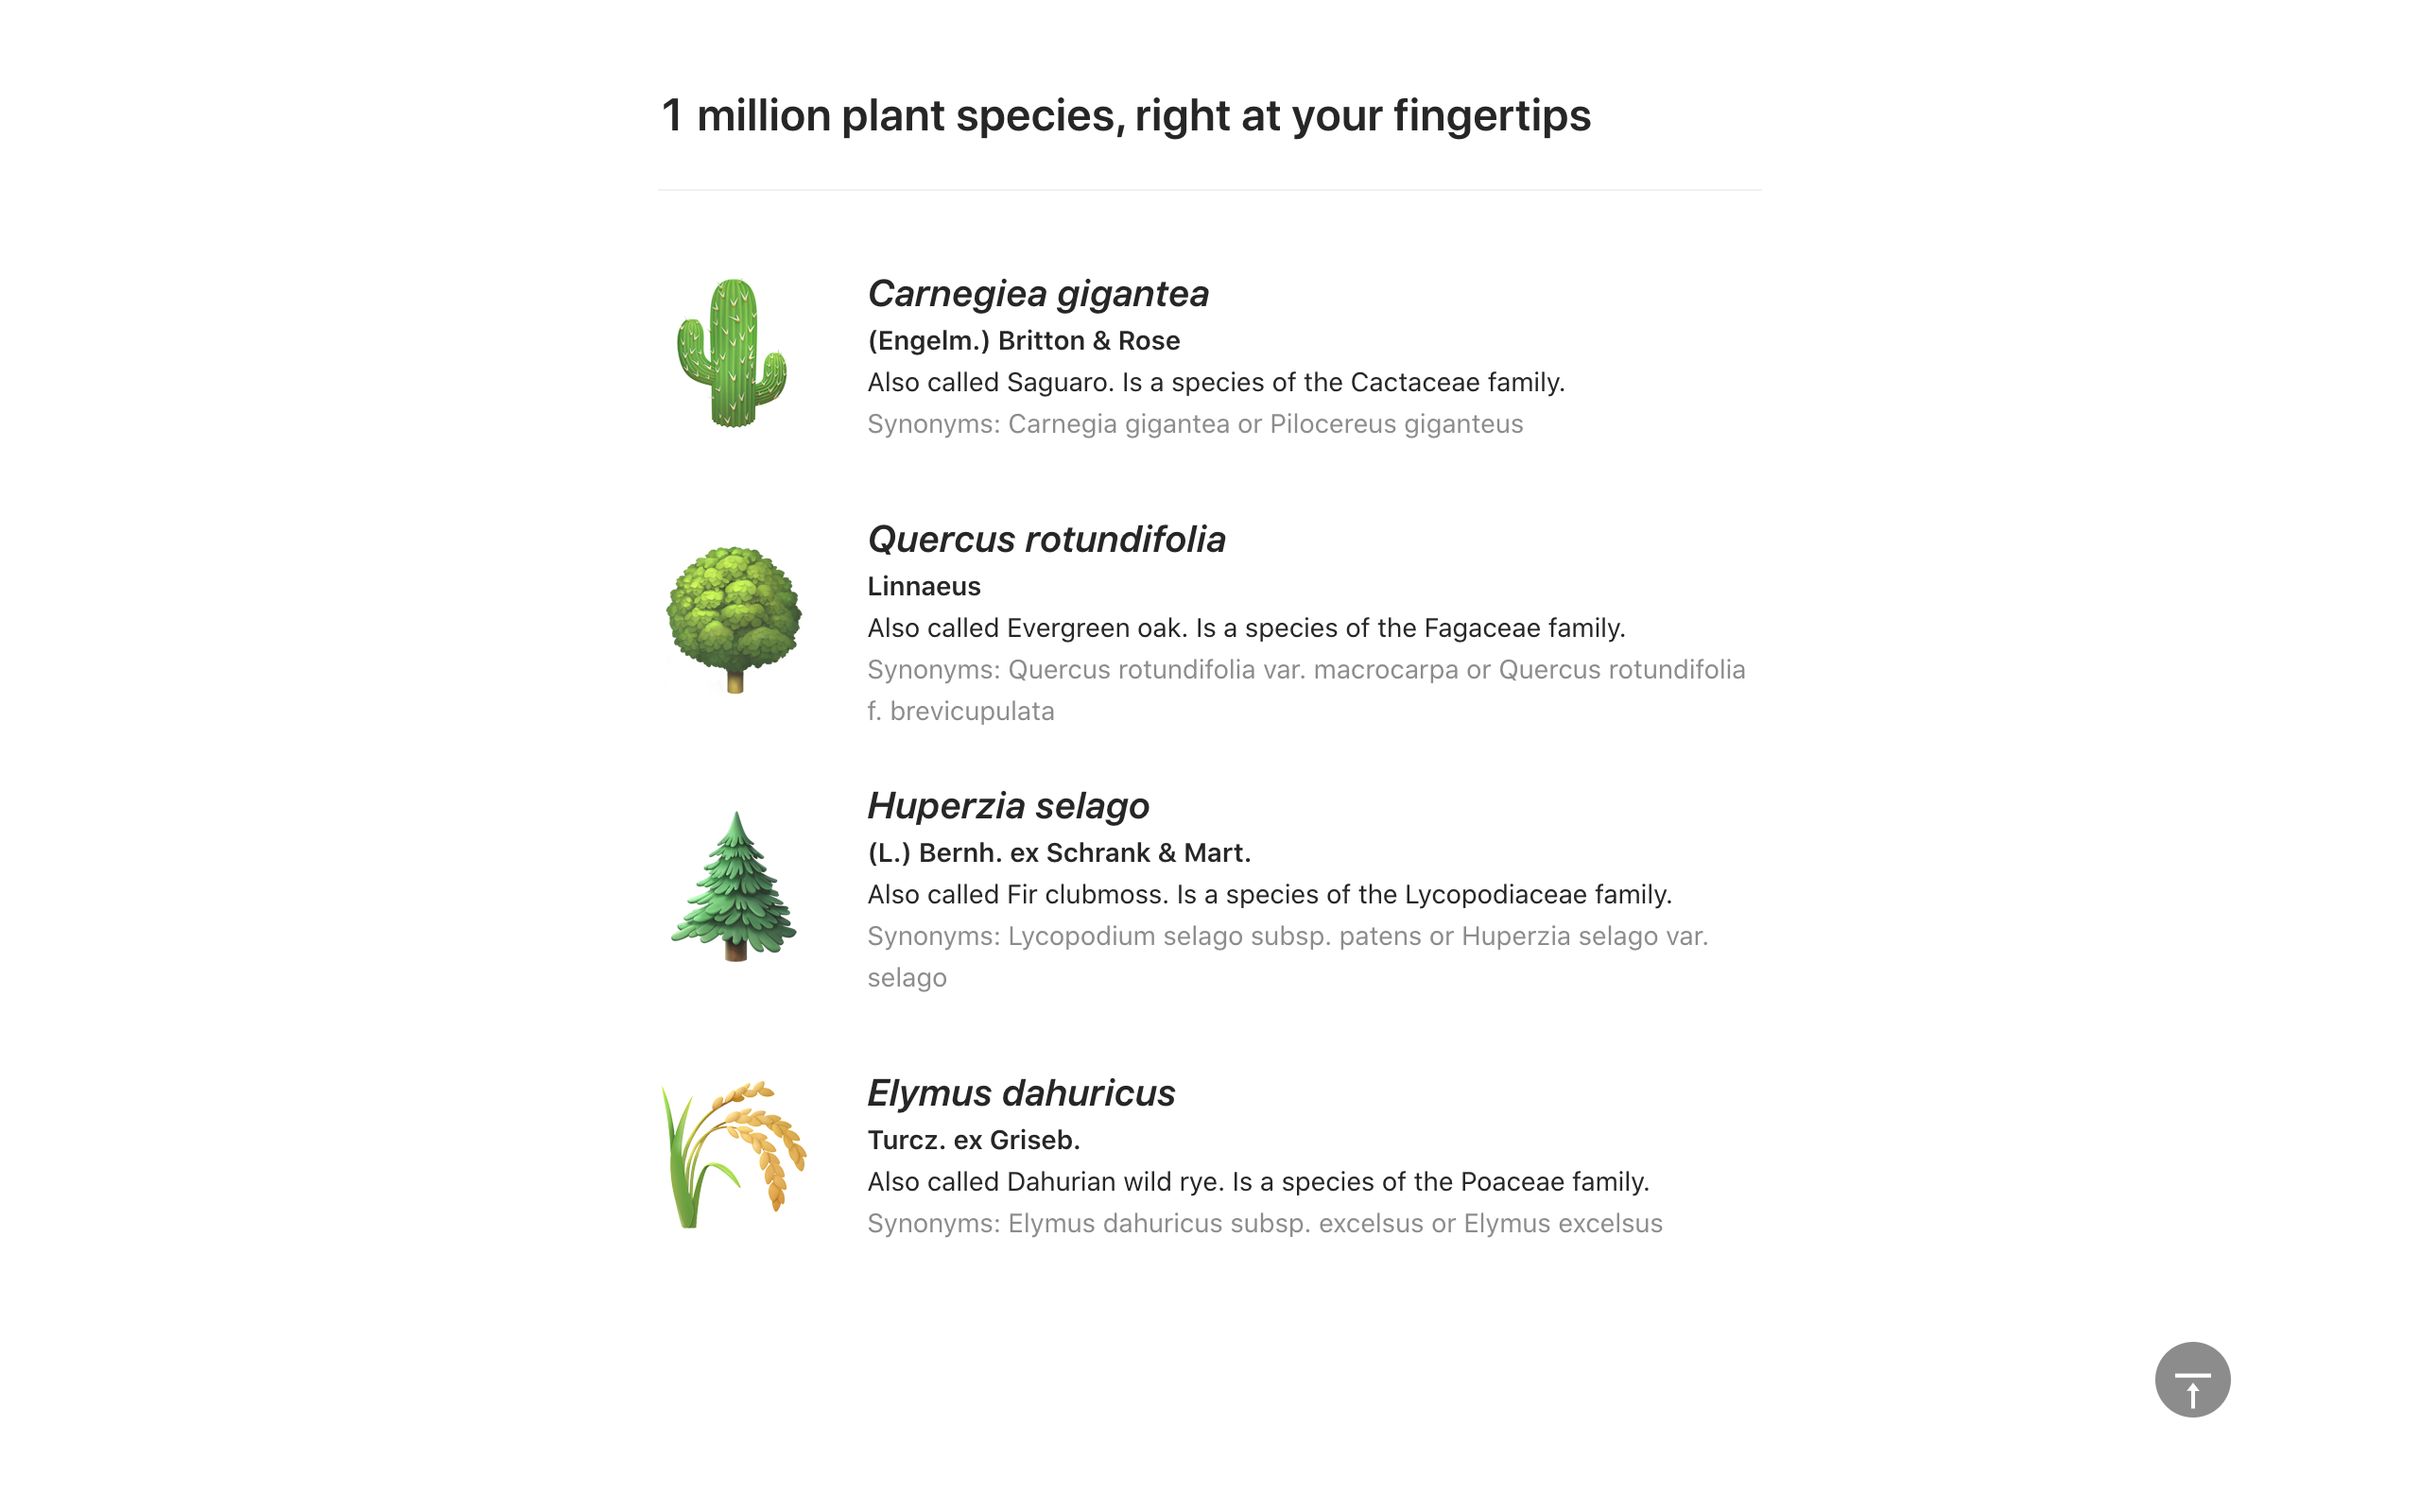 1 million plant species, right at your fingertips
Carnegiea gigantea
(Engelm.) Britton & Rose
Also called Saguaro. Is a species of the Cactaceae family.
Synonyms: Carnegia gigantea or Pilocereus giganteus
Quercus rotundifolia
Linnaeus
Also called Evergreen oak. Is a species of the Fagaceae family.
Synonyms: Quercus rotundifolia var. macrocarpa or Quercus rotundifolia
f. brevicupulata
Huperzia selago
(L.) Bernh. ex Schrank & Mart.
Also called Fir clubmoss. Is a species of the Lycopodiaceae family.
Synonyms: Lycopodium selago subsp. patens or Huperzia selago var.
selago
Elymus dahuricus
Turcz. ex Griseb.
Also called Dahurian wild rye. Is a species of the Poaceae family.
Synonyms: Elymus dahuricus subsp. excelsus or Elymus excelsus